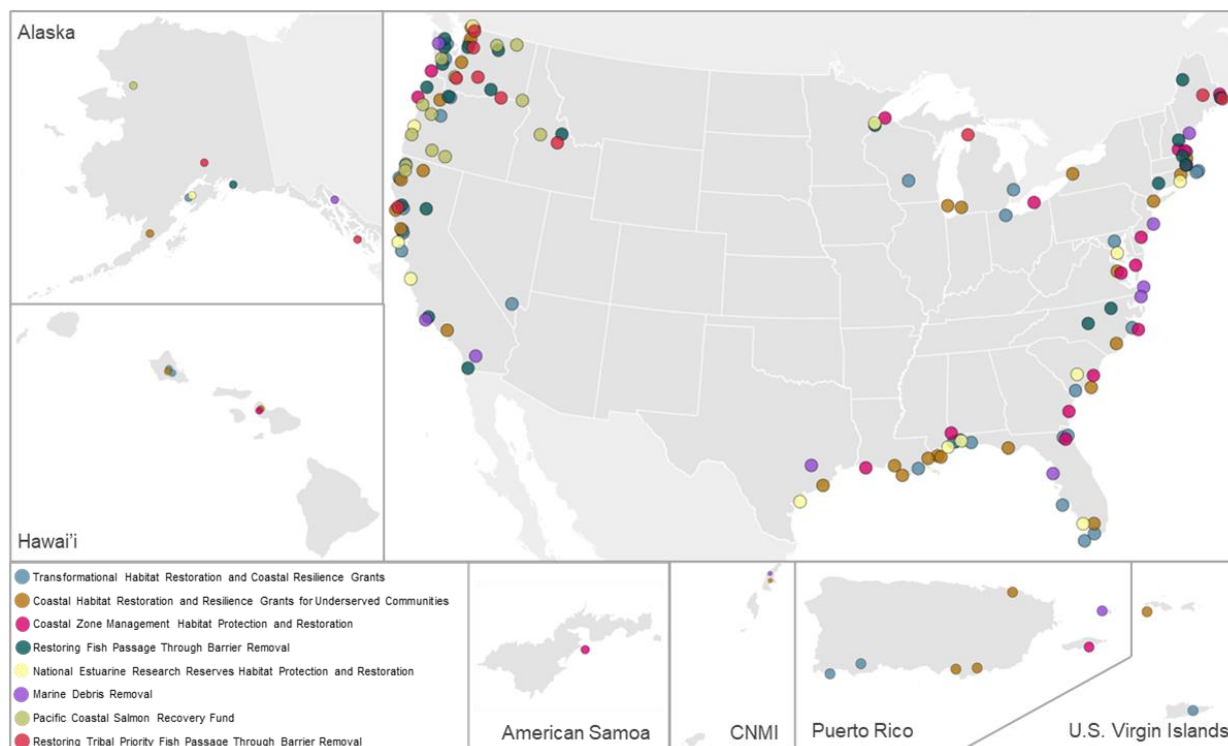 Alaska
Hawai'i
Transformational Habitat Restoration and Coastal Resilience Grants
Coastal Habitat Restoration and Resilience Grants for Underserved Communities
Coastal Zone Management Habitat Protection and Restoration
Restoring Fish Passage Through Barrier Removal
National Estuarine Research Reserves Habitat Protection and Restoration
Marine Debris Removal
Pacific Coastal Salmon Recovery Fund
Restoring Tribal Priority Fish Passage Through Barrier Removal
American Samoa
CNMI
Puerto Rico
U.S. Virgin Islands